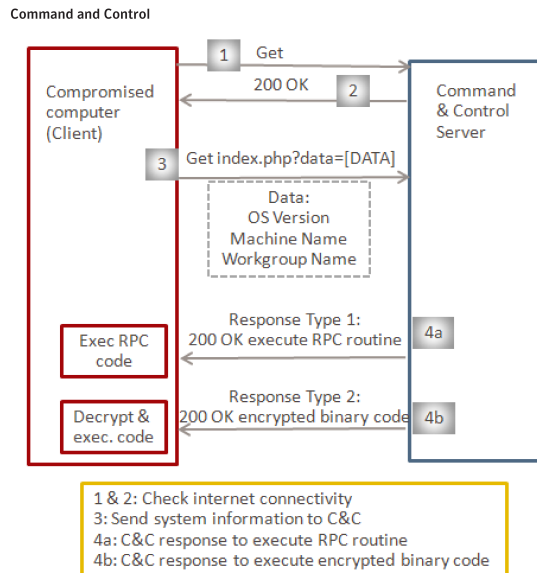 Command and Control
1
Get
Compromised
computer
(Client)
200 OK
2
Command
& Control
Server
3
Get index.php?data=[DATA]
Data:
OS Version
Machine Name
Workgroup Name
Response Type 1:
200 OK execute RPC routine
4a
Exec RPC
code
Response Type 2:
200 OK encrypted binary code
4b
Decrypt &
exec. code
1 & 2: Check internet connectivity
3: Send system information to C&C
4a: C&C response to execute RPC routine
4b: C&C response to execute encrypted binary code